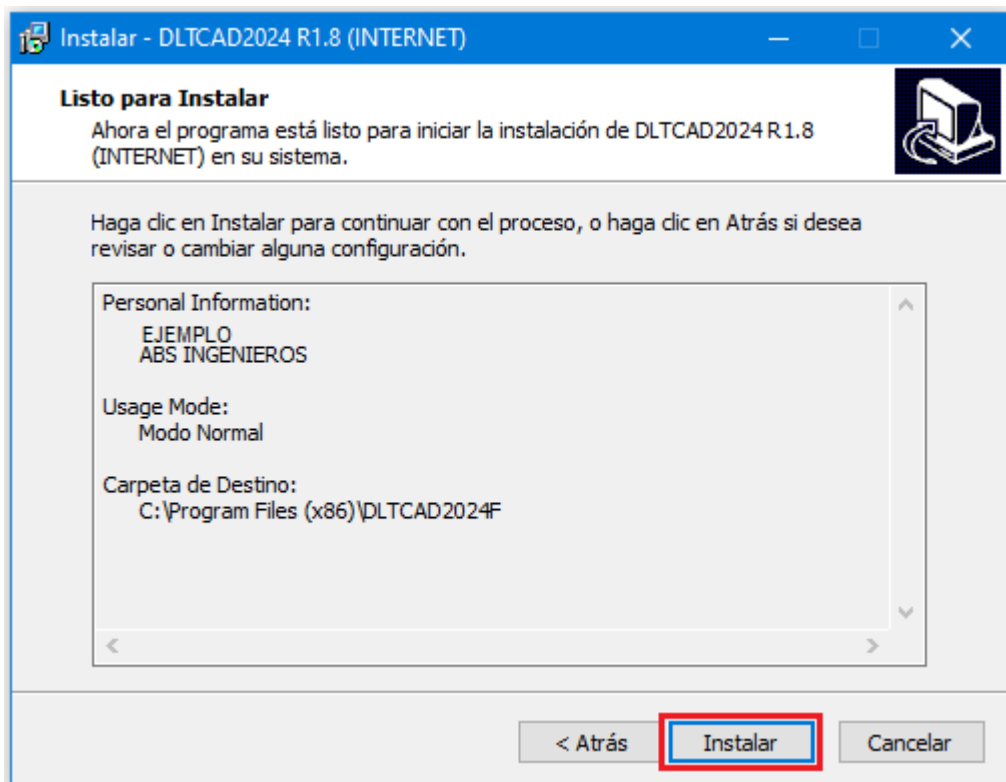 Instalar - DLTCAD2024 R1.8 (INTERNET)
Listo para Instalar
Ahora el programa está listo para iniciar la instalación de DLTCAD2024 R1.8
(INTERNET) en su sistema.
Haga clic en Instalar para continuar con el proceso, o haga clic en Atrás si desea
revisar o cambiar alguna configuración.
Personal Information:
EJEMPLO
ABS INGENIEROS
Usage Mode:
Modo Normal
Carpeta de Destino:
C:\Program Files (x86)\DLTCAD2024F
< Atrás Instalar Cancelar